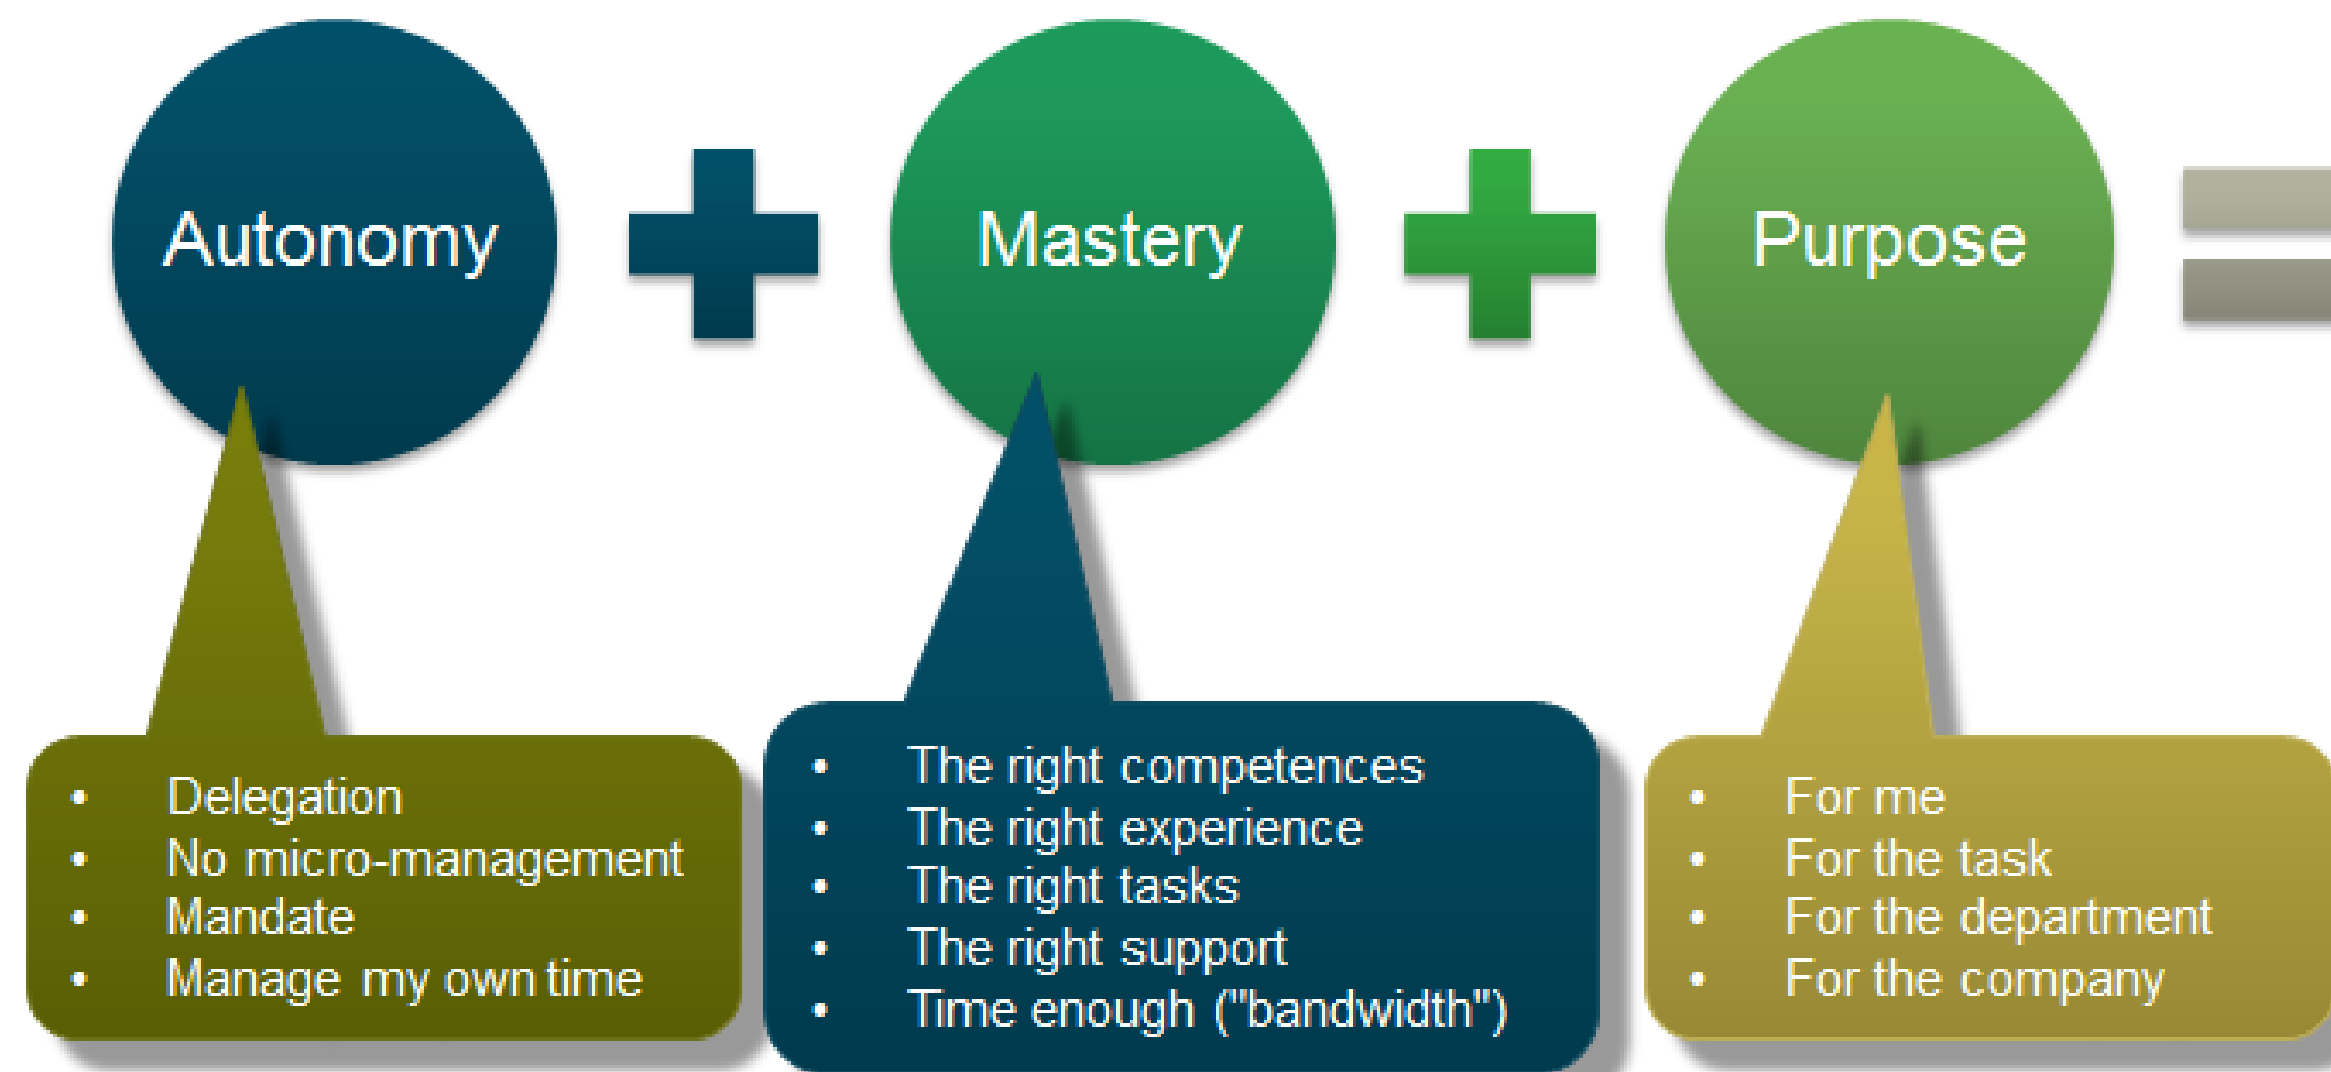 Autonomy
Mastery
Purpose
• Delegation
• No micro-management
• Mandate
• Manage my own time
• The right competences
• The right experience
• The right tasks
• The right support
• Time enough ("bandwidth")
• For me
• For the task
• For the department
• For the company